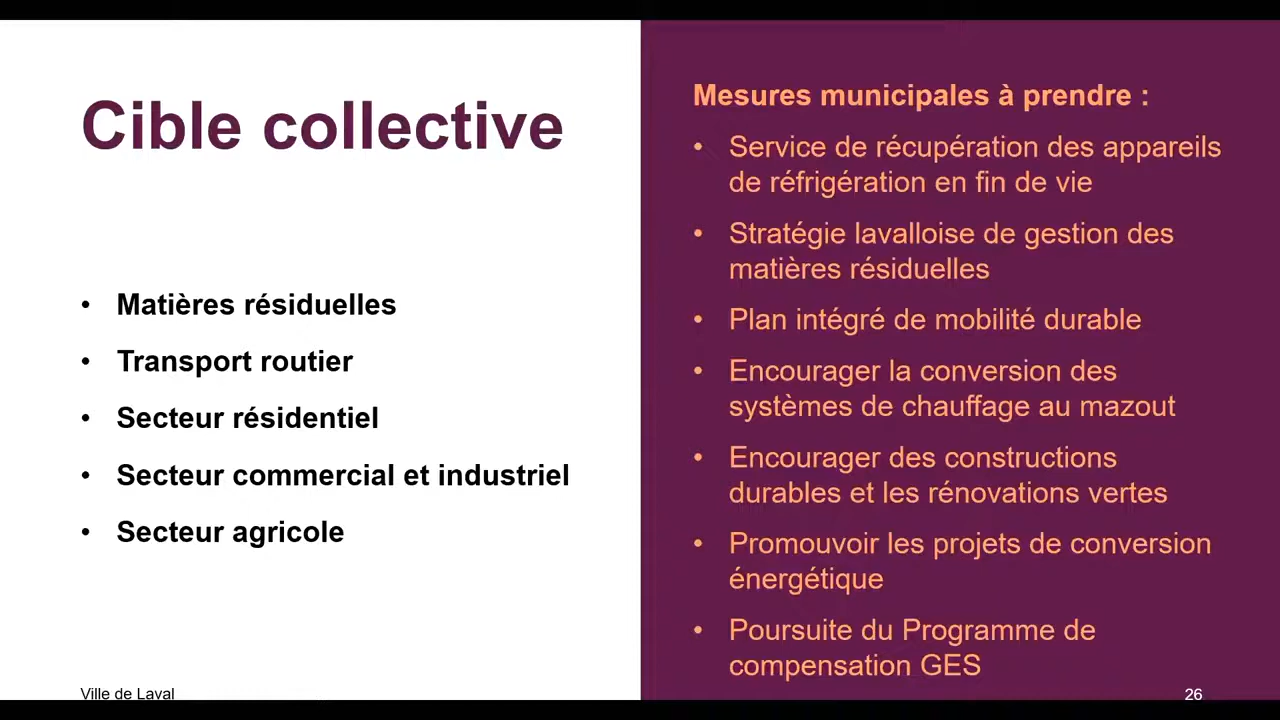 Cible collective
• Matières résiduelles
• Transport routier
• Secteur résidentiel
• Secteur commercial et industriel
• Secteur agricole
Ville de Laval
Mesures municipales à prendre :
• Service de récupération des appareils
de réfrigération en fin de vie
• Stratégie lavalloise de gestion des
matières résiduelles
• Plan intégré de mobilité durable
• Encourager la conversion des
systèmes de chauffage au mazout
• Encourager des constructions
durables et les rénovations vertes
• Promouvoir les projets de conversion
énergétique
• Poursuite du Programme de
compensation GES
26